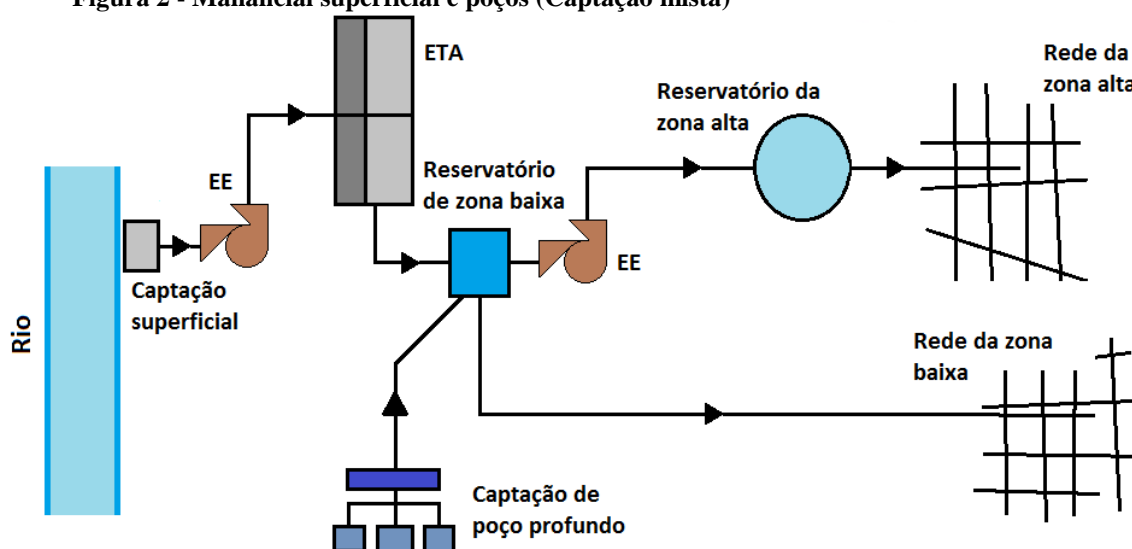 Figura 2 - Manancial superficial e poços (Captação mista)
ETA
Rede da
zona alta
Reservatório da
zona alta
Reservatório
de zona baixa
EE
EE
Captação
superficial
Rio
Rede da zona
baixa
Captação de
poço profundo